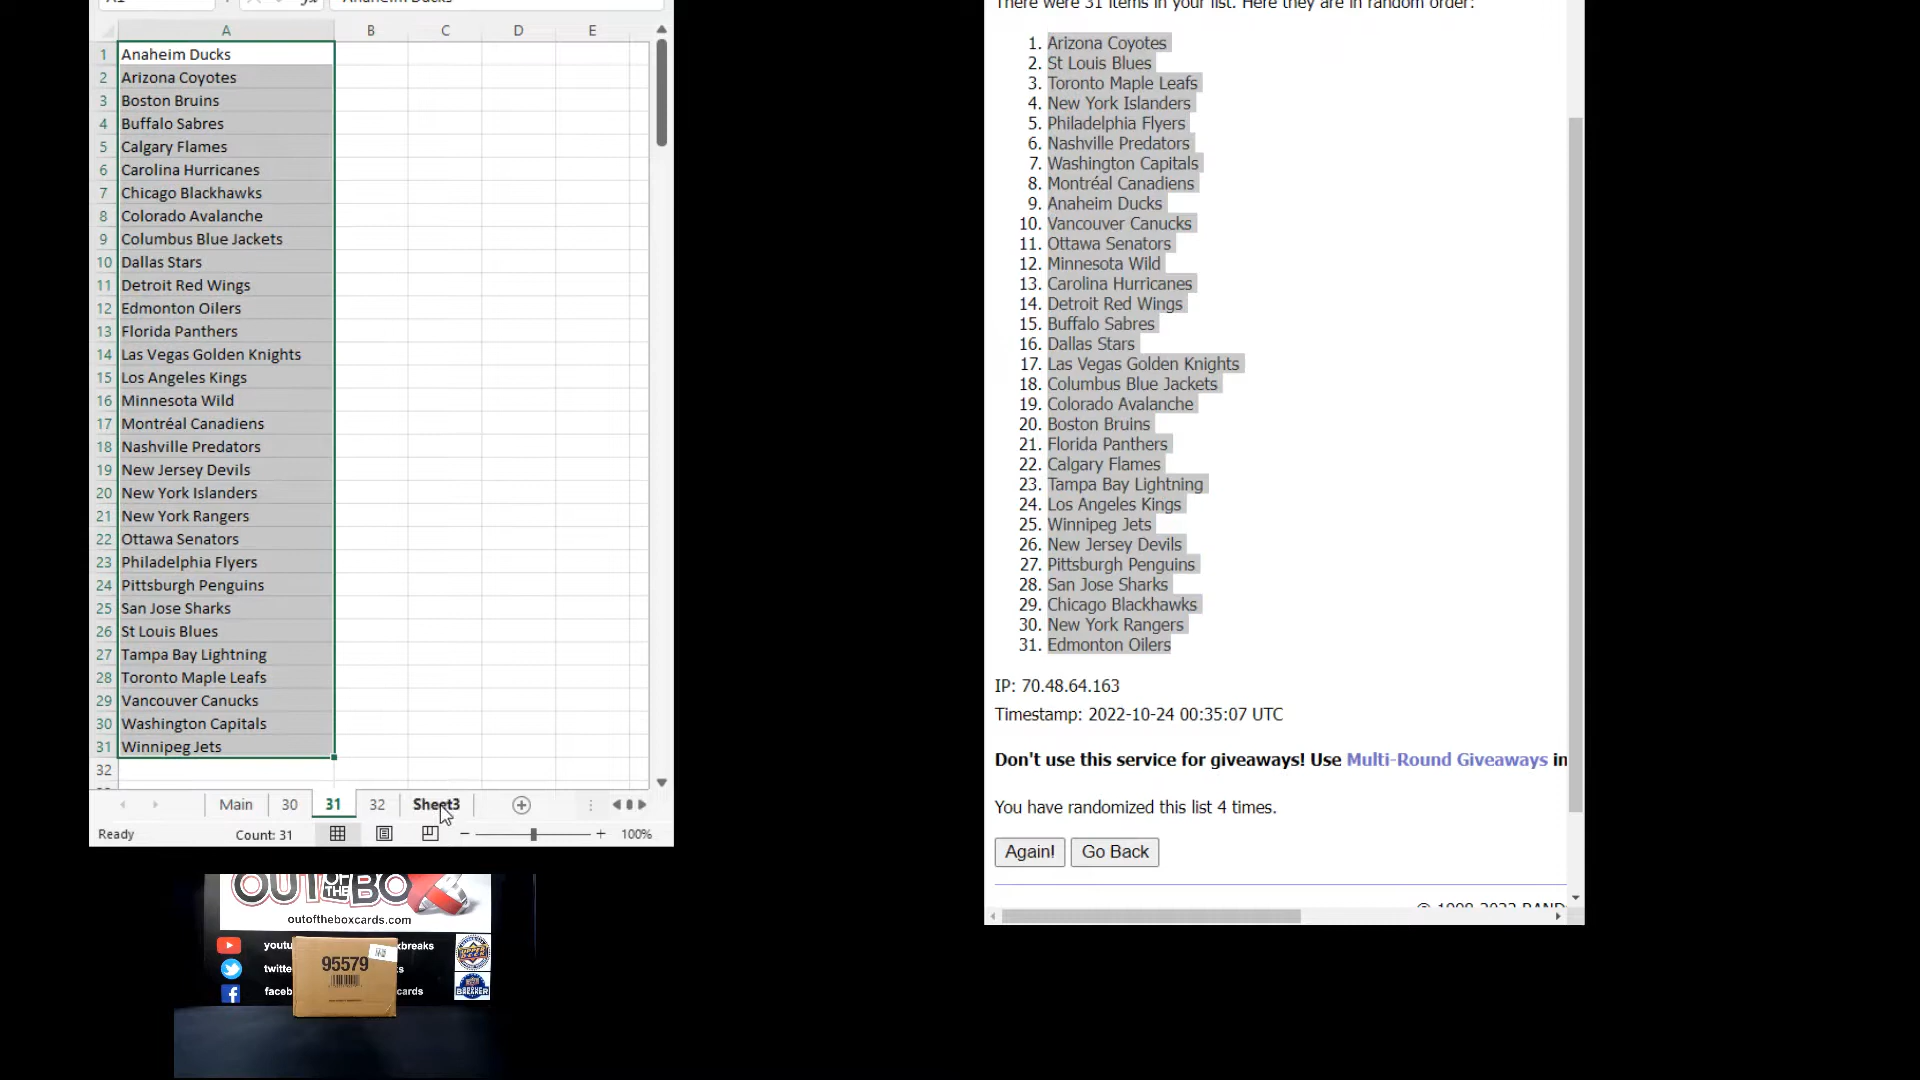 Anaheim Ducks
A B C D E
1 Anaheim Ducks
2 Arizona Coyotes
3 Boston Bruins
4 Buffalo Sabres
5 Calgary Flames
6 Carolina Hurricanes
7 Chicago Blackhawks
8 Colorado Avalanche
9 Columbus Blue Jackets
10 Dallas Stars
11 Detroit Red Wings
12 Edmonton Oilers
13 Florida Panthers
14 Las Vegas Golden Knights
15 Los Angeles Kings
16 Minnesota Wild
17 Montréal Canadiens
18 Nashville Predators
19 New Jersey Devils
20 New York Islanders
21 New York Rangers
22 Ottawa Senators
23 Philadelphia Flyers
24 Pittsburgh Penguins
25 San Jose Sharks
26 St Louis Blues
27 Tampa Bay Lightning
28 Toronto Maple Leafs
29 Vancouver Canucks
30 Washington Capitals
31 Winnipeg Jets
32
Main 30 31 32 Sheet3
Ready Count: 31 100%
OUT OF THE BOX
outoftheboxcards.com
youtu xbreaks
twitte ks
faceb cards
95579
There were 31 items in your list. Here they are in random order:
1. Arizona Coyotes
2. St Louis Blues
3. Toronto Maple Leafs
4. New York Islanders
5. Philadelphia Flyers
6. Nashville Predators
7. Washington Capitals
8. Montréal Canadiens
9. Anaheim Ducks
10. Vancouver Canucks
11. Ottawa Senators
12. Minnesota Wild
13. Carolina Hurricanes
14. Detroit Red Wings
15. Buffalo Sabres
16. Dallas Stars
17. Las Vegas Golden Knights
18. Columbus Blue Jackets
19. Colorado Avalanche
20. Boston Bruins
21. Florida Panthers
22. Calgary Flames
23. Tampa Bay Lightning
24. Los Angeles Kings
25. Winnipeg Jets
26. New Jersey Devils
27. Pittsburgh Penguins
28. San Jose Sharks
29. Chicago Blackhawks
30. New York Rangers
31. Edmonton Oilers
IP: 70.48.64.163
Timestamp: 2022-10-24 00:35:07 UTC
Don't use this service for giveaways! Use Multi-Round Giveaways in
You have randomized this list 4 times.
Again! Go Back